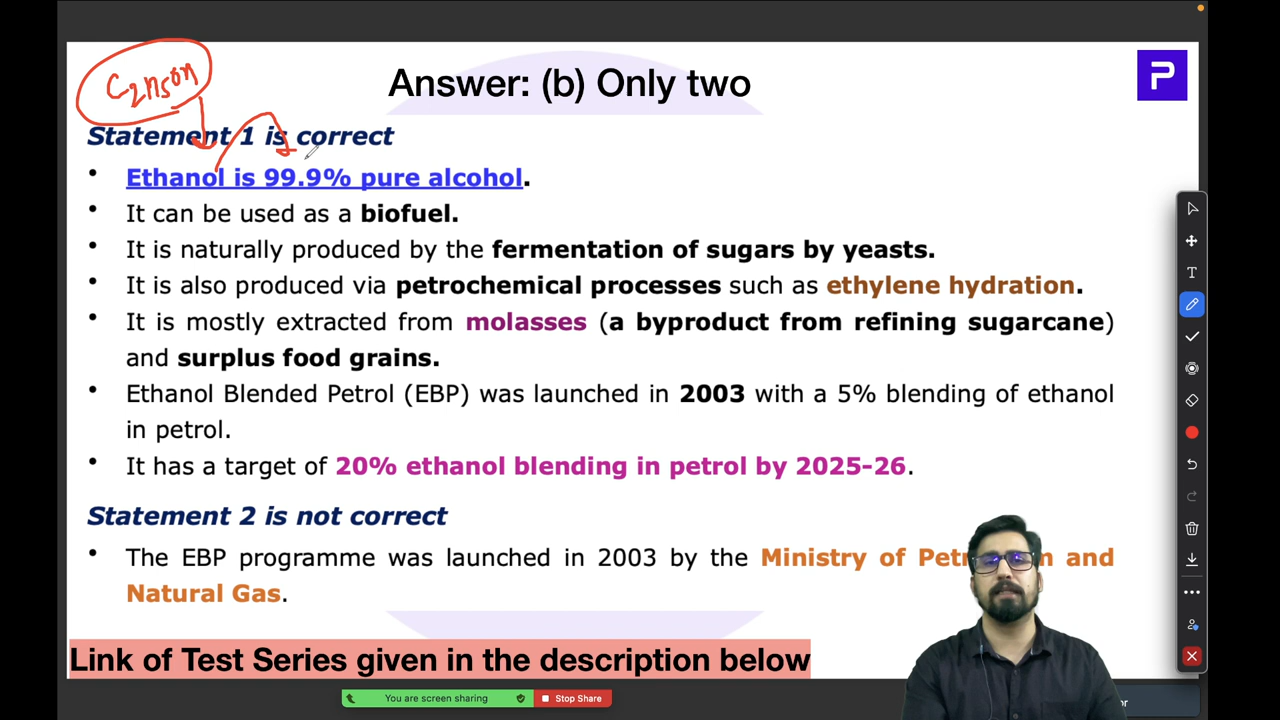 C2H5OH
Answer: (b) Only two
Statement 1 is correct
• Ethanol is 99.9% pure alcohol.
• It can be used as a biofuel.
• It is naturally produced by the fermentation of sugars by yeasts.
• It is also produced via petrochemical processes such as ethylene hydration.
• It is mostly extracted from molasses (a byproduct from refining sugarcane)
and surplus food grains.
• Ethanol Blended Petrol (EBP) was launched in 2003 with a 5% blending of ethanol
in petrol.
• It has a target of 20% ethanol blending in petrol by 2025-26.
Statement 2 is not correct
• The EBP programme was launched in 2003 by the Ministry of Pet and
Natural Gas.
Link of Test Series given in the description below
You are screen sharing
Stop Share